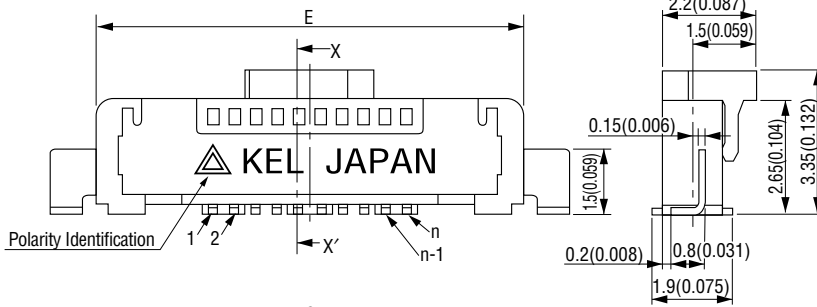 E
X
2.2(0.087)
1.5(0.059)
0.15(0.006)
KEL JAPAN
1.5(0.059)
2.65(0.104)
3.35(0.132)
Polarity Identification
1 2
n
n-1
X′
0.2(0.008)
0.8(0.031)
1.9(0.075)